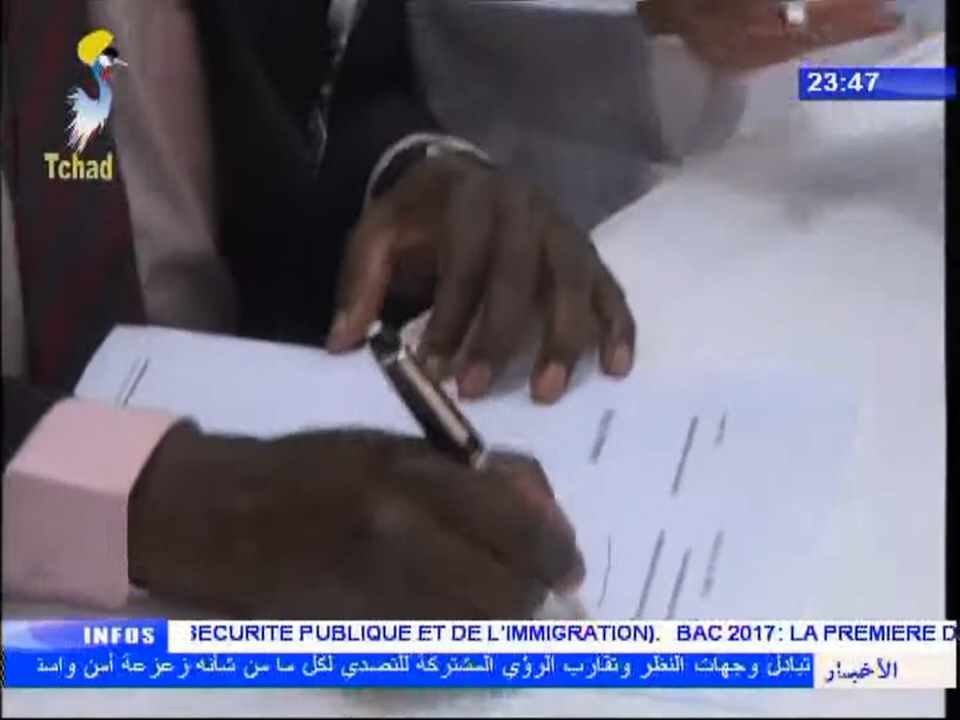 Tchad
23:47
INFOS SECURITE PUBLIQUE ET DE L'IMMIGRATION). BAC 2017: LA PREMIERE D
الأخبار تبادل وجهات النظر وتقارب الرؤى المشتركة للتصدي لكل ما من شأنه زعزعة أمن واست